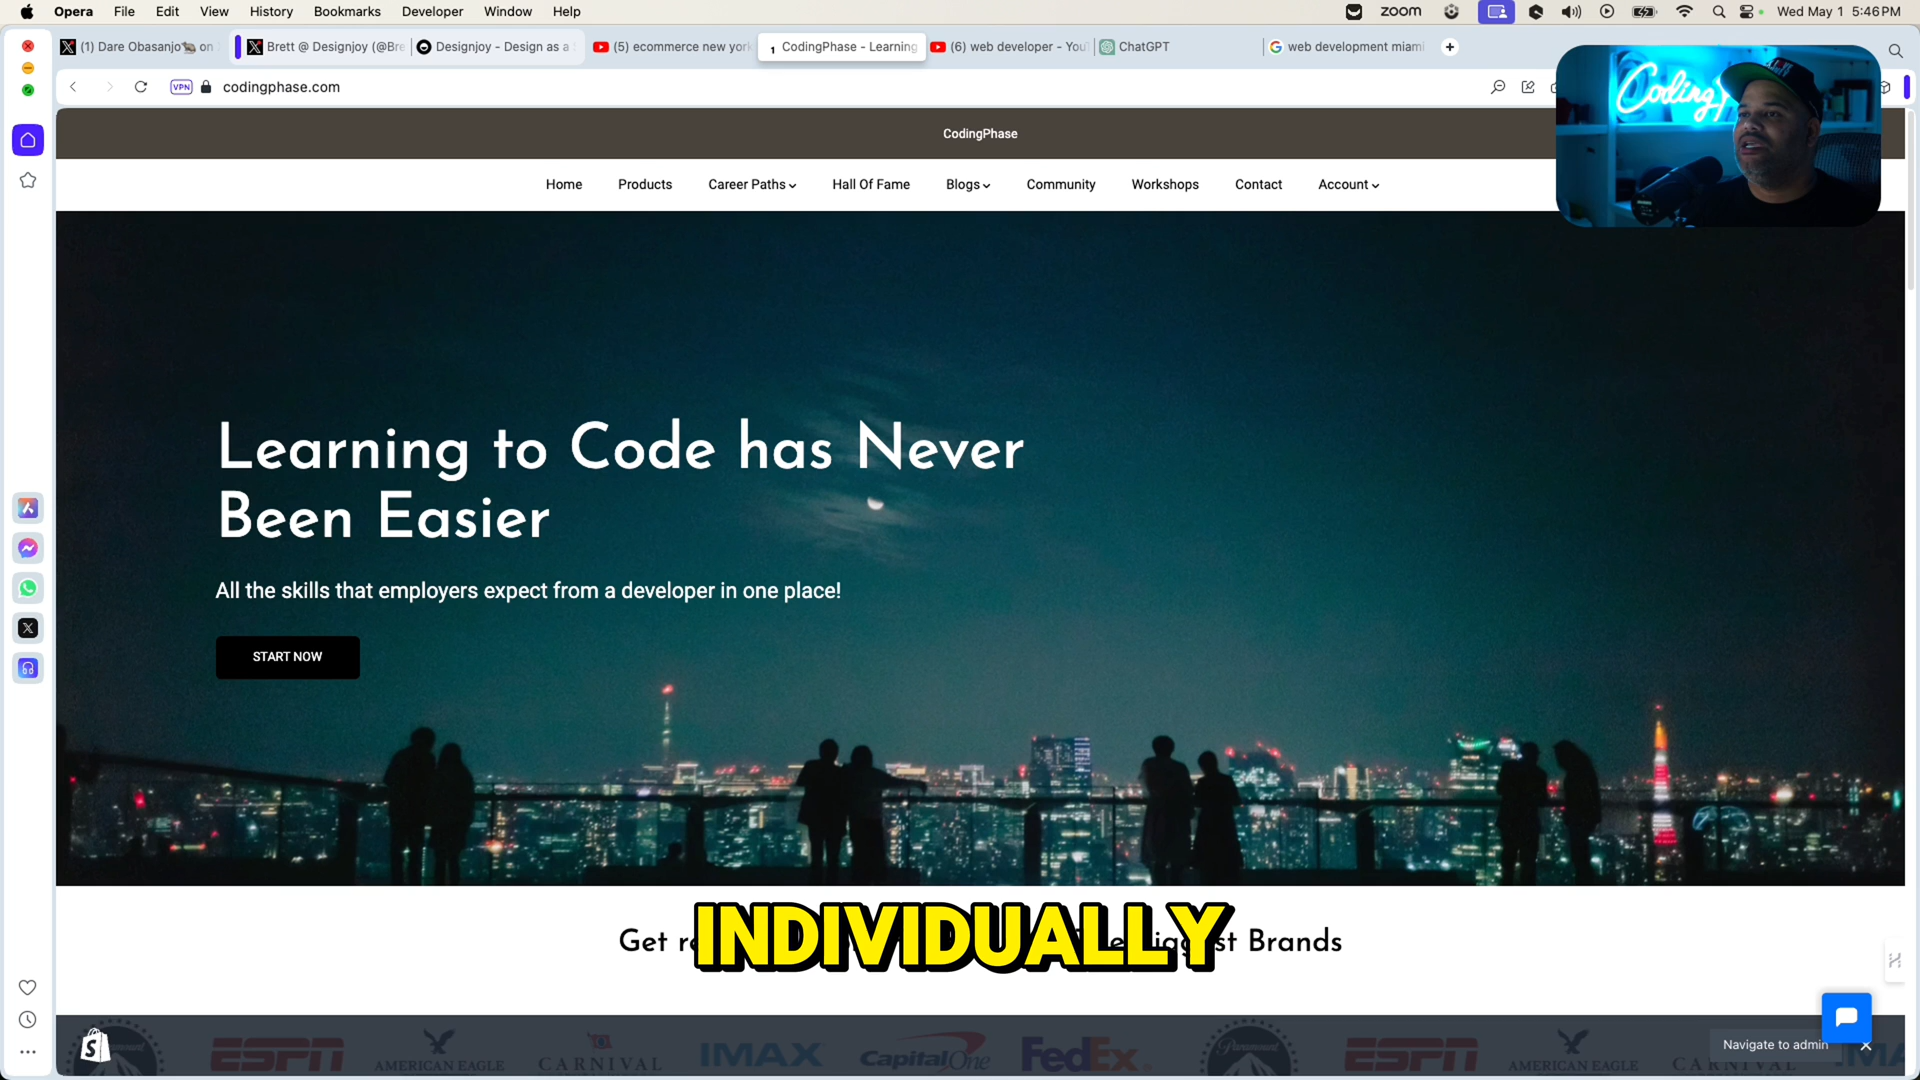 Opera File Edit View History Bookmarks Developer Window Help
zoom
Wed May 1 5:46 PM
(1) Dare Obasanjo🐀 on
Brett @ Designjoy (@Bre
Designjoy - Design as a
(5) ecommerce new york
1 CodingPhase - Learning
(6) web developer - You
ChatGPT
web development miami
VPN codingphase.com
Coding
CodingPhase
Home Products Career Paths Hall Of Fame Blogs Community Workshops Contact Account
Learning to Code has Never
Been Easier
All the skills that employers expect from a developer in one place!
START NOW
Get
Brands
INDIVIDUALLY
ESPN AMERICAN EAGLE CARNIVAL IMAX Capital One FedEx Paramount ESPN AMERICAN EAGLE
Navigate to admin